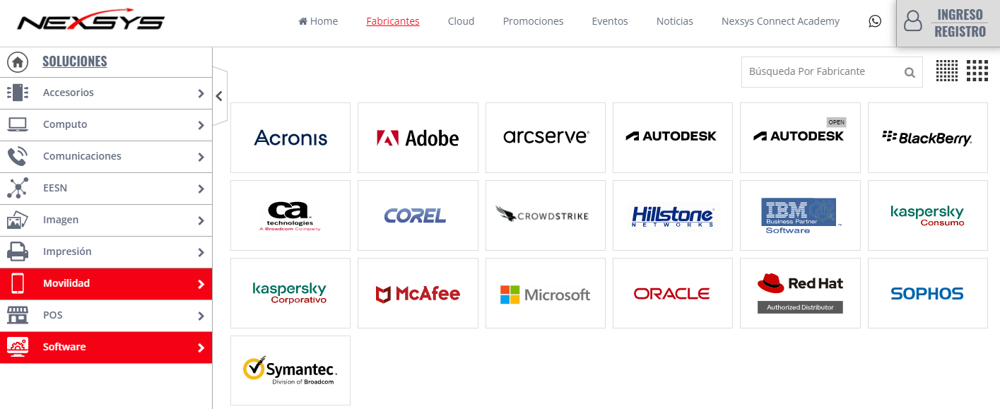 NEXSYS
Home
Fabricantes
Cloud
Promociones
Eventos
Noticias
Nexsys Connect Academy
INGRESO
REGISTRO
SOLUCIONES
Accesorios
Computo
Comunicaciones
EESN
Imagen
Impresión
Movilidad
POS
Software
Búsqueda Por Fabricante
Acronis
Adobe
arcserve®
AUTODESK
OPEN
AUTODESK
BlackBerry
ca
technologies
A Broadcom Company
COREL
CROWDSTRIKE
Hillstone®
NETWORKS
IBM
Business Partner
Software™
kaspersky
Consumo
kaspersky
Corporativo
McAfee
Microsoft
ORACLE
Red Hat
Authorized Distributor
SOPHOS
Symantec™
Division of Broadcom